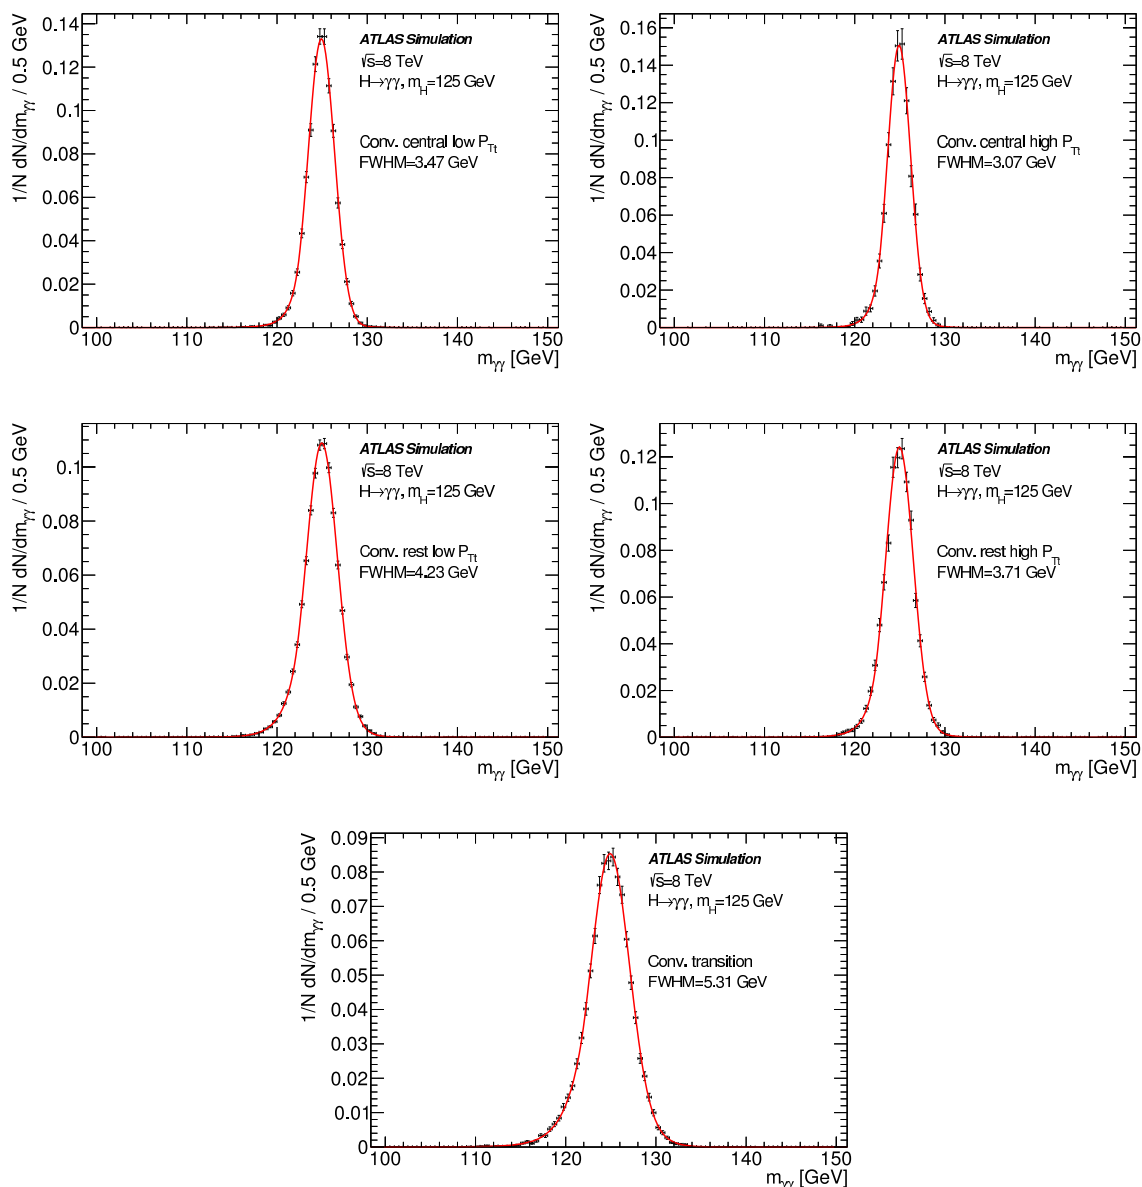 1/N dN/dm_γγ / 0.5 GeV
0.14
0.12
0.1
0.08
0.06
0.04
0.02
0
ATLAS Simulation
√s=8 TeV
H→γγ, m_H=125 GeV
Conv. central low P_Tt
FWHM=3.47 GeV
100 110 120 130 140 150
m_γγ [GeV]
1/N dN/dm_γγ / 0.5 GeV
0.16
0.14
0.12
0.1
0.08
0.06
0.04
0.02
0
ATLAS Simulation
√s=8 TeV
H→γγ, m_H=125 GeV
Conv. central high P_Tt
FWHM=3.07 GeV
100 110 120 130 140 150
m_γγ [GeV]
1/N dN/dm_γγ / 0.5 GeV
0.1
0.08
0.06
0.04
0.02
0
ATLAS Simulation
√s=8 TeV
H→γγ, m_H=125 GeV
Conv. rest low P_Tt
FWHM=4.23 GeV
100 110 120 130 140 150
m_γγ [GeV]
1/N dN/dm_γγ / 0.5 GeV
0.12
0.1
0.08
0.06
0.04
0.02
0
ATLAS Simulation
√s=8 TeV
H→γγ, m_H=125 GeV
Conv. rest high P_Tt
FWHM=3.71 GeV
100 110 120 130 140 150
m_γγ [GeV]
1/N dN/dm_γγ / 0.5 GeV
0.09
0.08
0.07
0.06
0.05
0.04
0.03
0.02
0.01
0
ATLAS Simulation
√s=8 TeV
H→γγ, m_H=125 GeV
Conv. transition
FWHM=5.31 GeV
100 110 120 130 140 150
m_γγ [GeV]